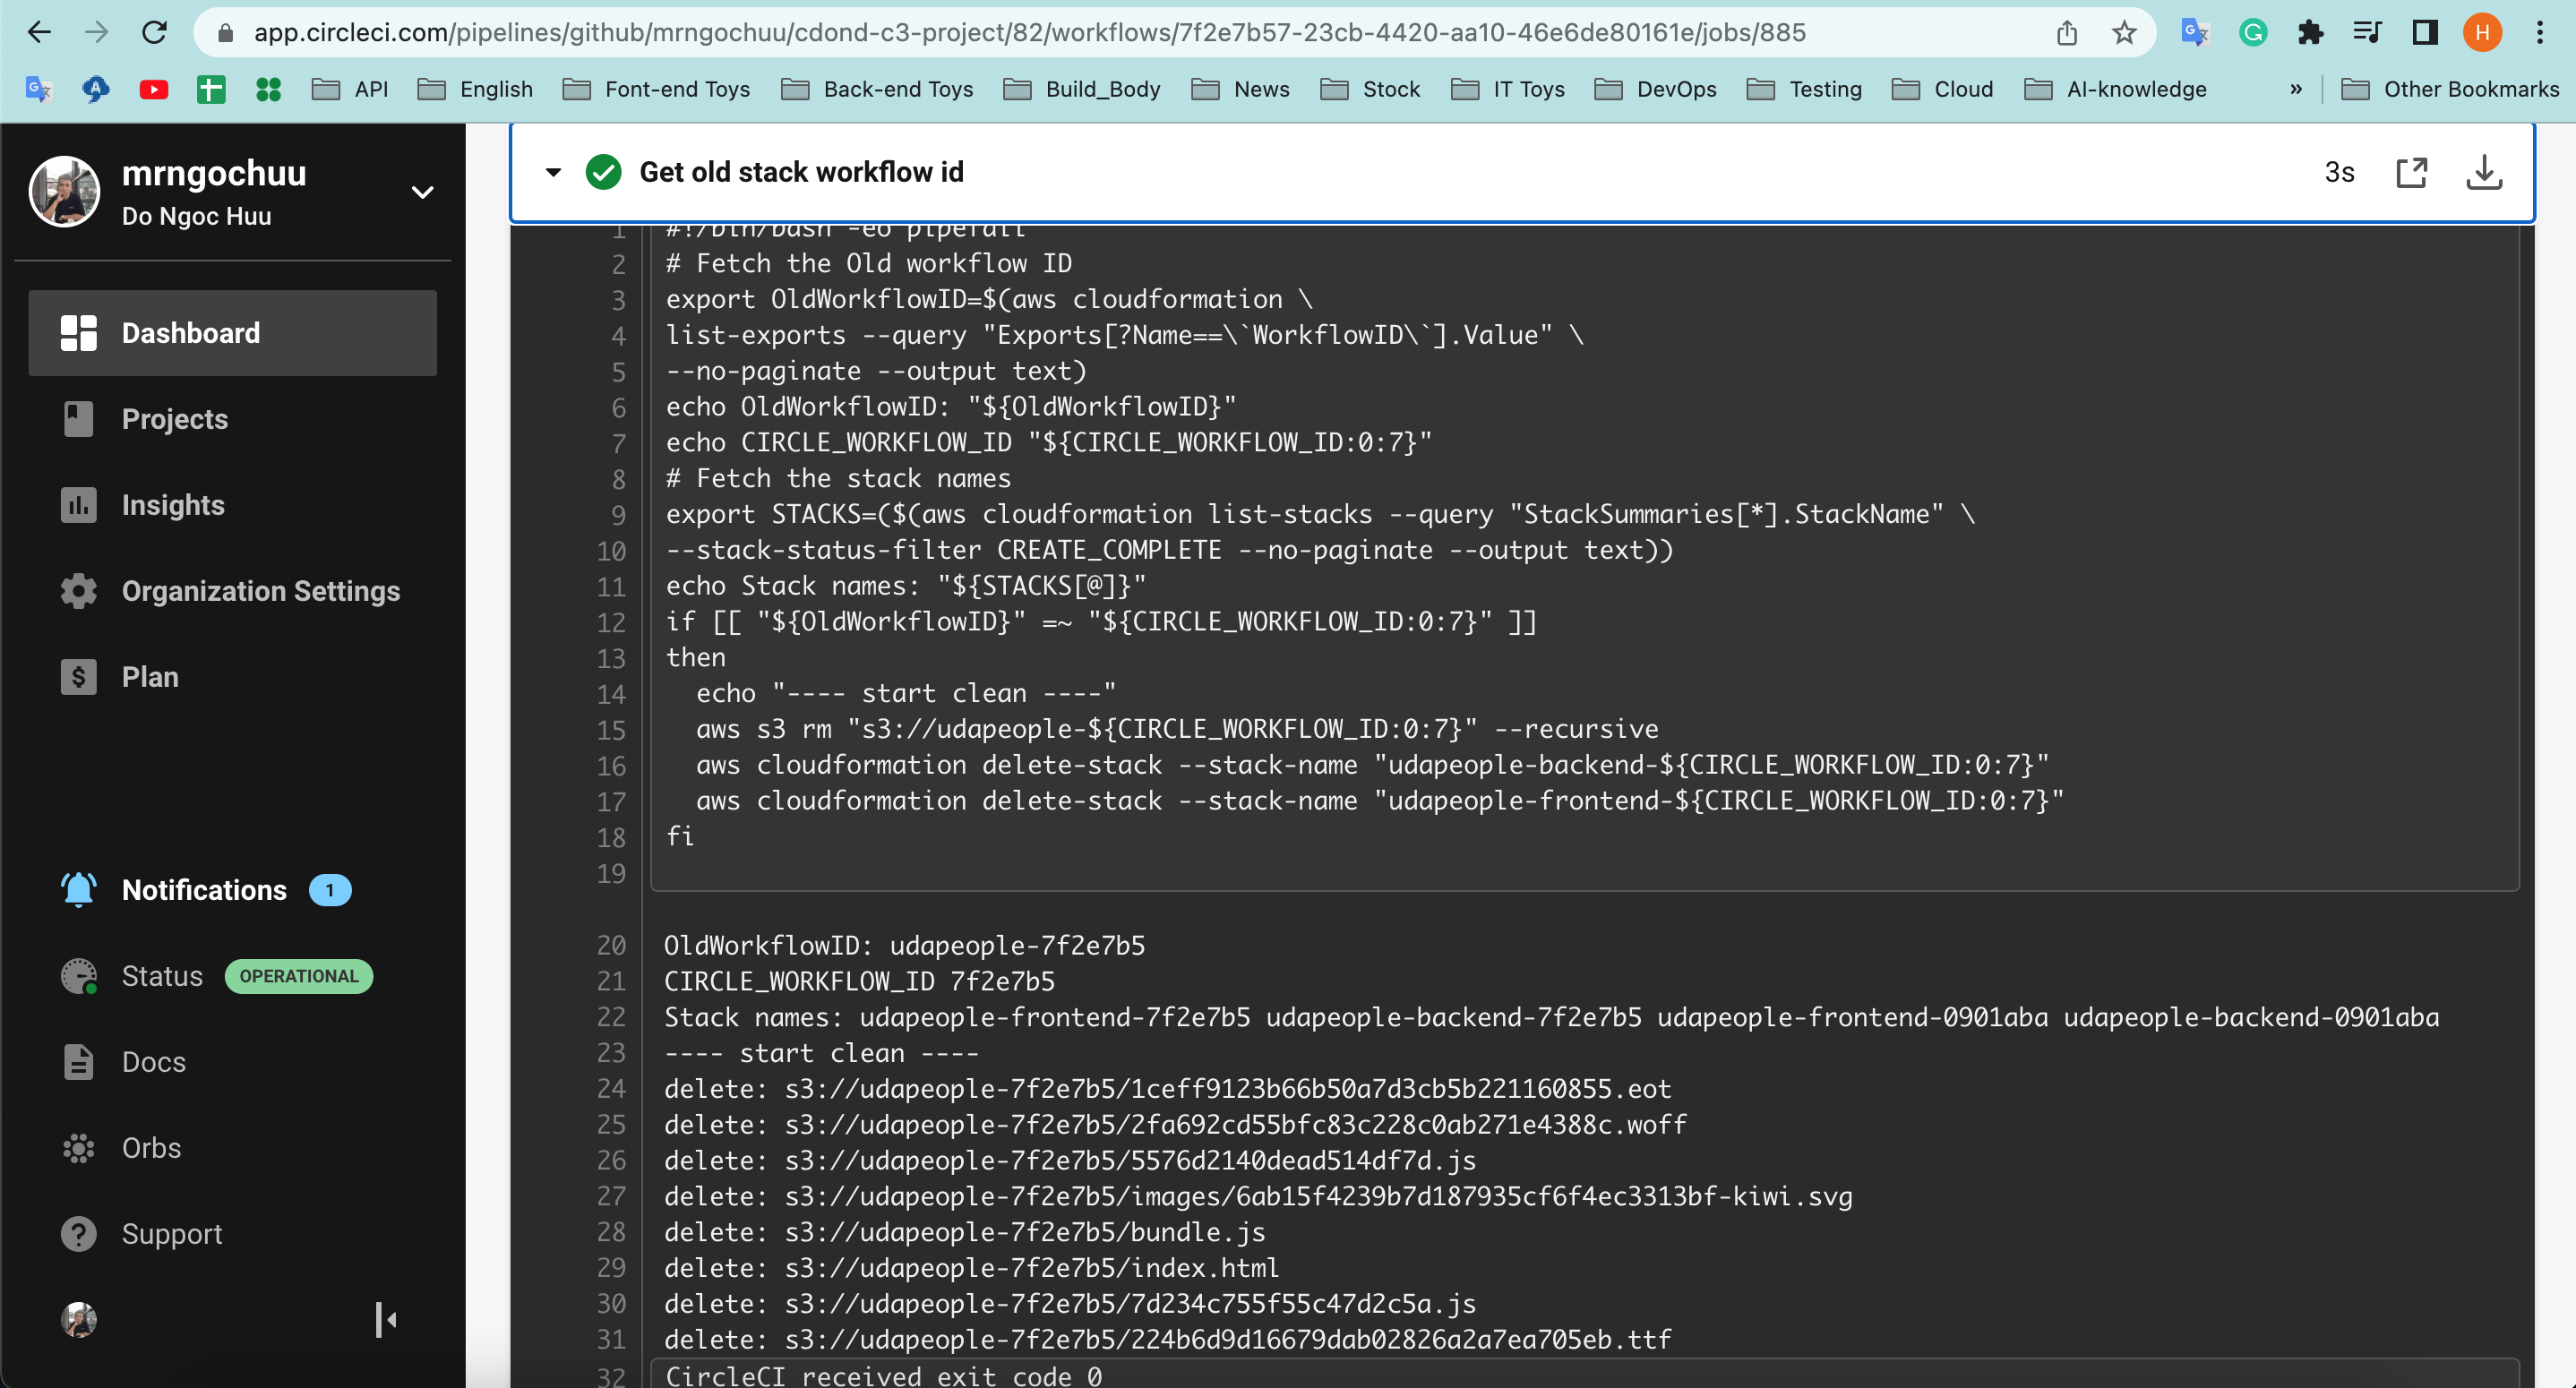 app.circleci.com/pipelines/github/mrngochuu/cdond-c3-project/82/workflows/7f2e7b57-23cb-4420-aa10-46e6de80161e/jobs/885
H
API
English
Font-end Toys
Back-end Toys
Build_Body
News
Stock
IT Toys
DevOps
Testing
Cloud
AI-knowledge
»
Other Bookmarks
mrngochuu
Do Ngoc Huu
Dashboard
Projects
Insights
Organization Settings
Plan
Notifications 1
Status OPERATIONAL
Docs
Orbs
Support
Get old stack workflow id
3s
1 #!/bin/bash -eo pipefail
2 # Fetch the Old workflow ID
3 export OldWorkflowID=$(aws cloudformation \
4 list-exports --query "Exports[?Name==\`WorkflowID\`].Value" \
5 --no-paginate --output text)
6 echo OldWorkflowID: "${OldWorkflowID}"
7 echo CIRCLE_WORKFLOW_ID "${CIRCLE_WORKFLOW_ID:0:7}"
8 # Fetch the stack names
9 export STACKS=($(aws cloudformation list-stacks --query "StackSummaries[*].StackName" \
10 --stack-status-filter CREATE_COMPLETE --no-paginate --output text))
11 echo Stack names: "${STACKS[@]}"
12 if [[ "${OldWorkflowID}" =~ "${CIRCLE_WORKFLOW_ID:0:7}" ]]
13 then
14   echo "---- start clean ----"
15   aws s3 rm "s3://udapeople-${CIRCLE_WORKFLOW_ID:0:7}" --recursive
16   aws cloudformation delete-stack --stack-name "udapeople-backend-${CIRCLE_WORKFLOW_ID:0:7}"
17   aws cloudformation delete-stack --stack-name "udapeople-frontend-${CIRCLE_WORKFLOW_ID:0:7}"
18 fi
19
20 OldWorkflowID: udapeople-7f2e7b5
21 CIRCLE_WORKFLOW_ID 7f2e7b5
22 Stack names: udapeople-frontend-7f2e7b5 udapeople-backend-7f2e7b5 udapeople-frontend-0901aba udapeople-backend-0901aba
23 ---- start clean ----
24 delete: s3://udapeople-7f2e7b5/1ceff9123b66b50a7d3cb5b221160855.eot
25 delete: s3://udapeople-7f2e7b5/2fa692cd55bfc83c228c0ab271e4388c.woff
26 delete: s3://udapeople-7f2e7b5/5576d2140dead514df7d.js
27 delete: s3://udapeople-7f2e7b5/images/6ab15f4239b7d187935cf6f4ec3313bf-kiwi.svg
28 delete: s3://udapeople-7f2e7b5/bundle.js
29 delete: s3://udapeople-7f2e7b5/index.html
30 delete: s3://udapeople-7f2e7b5/7d234c755f55c47d2c5a.js
31 delete: s3://udapeople-7f2e7b5/224b6d9d16679dab02826a2a7ea705eb.ttf
32 CircleCI received exit code 0